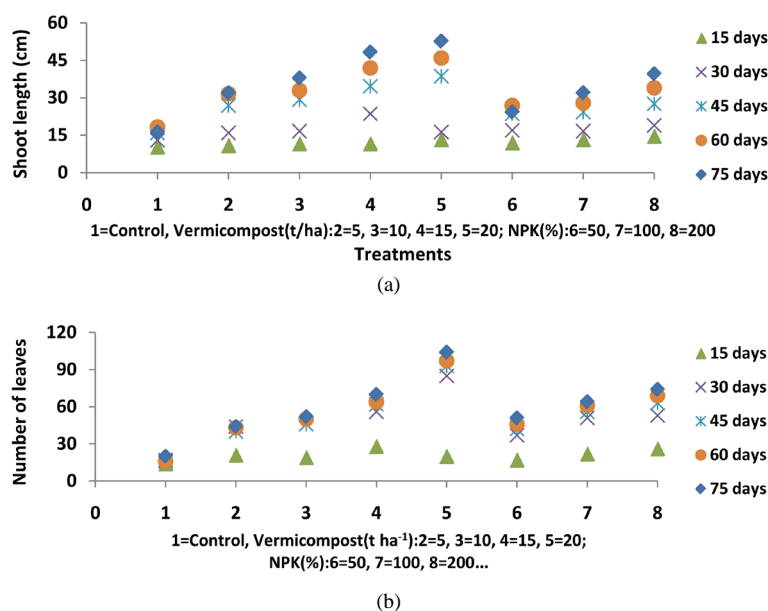 60
45
30
15
0
Shoot length (cm)
0 1 2 3 4 5 6 7 8
1=Control, Vermicompost(t/ha):2=5, 3=10, 4=15, 5=20; NPK(%):6=50, 7=100, 8=200
Treatments
15 days
30 days
45 days
60 days
75 days
(a)
120
90
60
30
0
Number of leaves
0 1 2 3 4 5 6 7 8
1=Control, Vermicompost(t ha⁻¹):2=5, 3=10, 4=15, 5=20;
NPK(%):6=50, 7=100, 8=200...
15 days
30 days
45 days
60 days
75 days
(b)